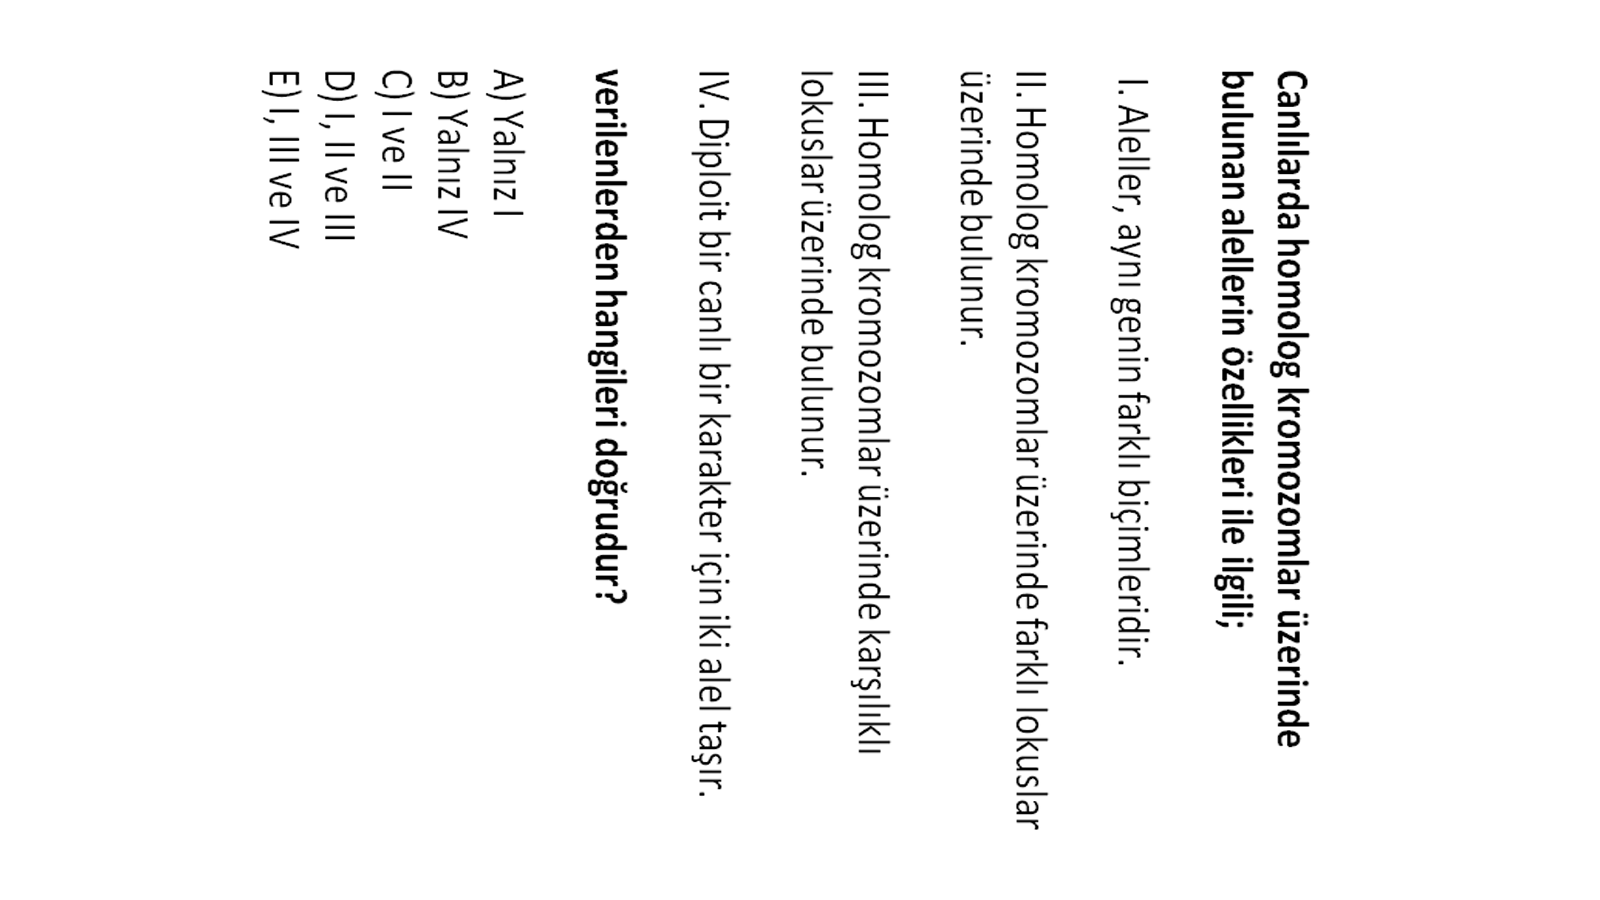 Canlılarda homolog kromozomlar üzerinde
bulunan alellerin özellikleri ile ilgili;
I. Aleller, aynı genin farklı biçimleridir.
II. Homolog kromozomlar üzerinde farklı lokuslar
üzerinde bulunur.
III. Homolog kromozomlar üzerinde karşılıklı
lokuslar üzerinde bulunur.
IV. Diploit bir canlı bir karakter için iki alel taşır.
verilenlerden hangileri doğrudur?
A) Yalnız I
B) Yalnız IV
C) I ve II
D) I, II ve III
E) I, III ve IV